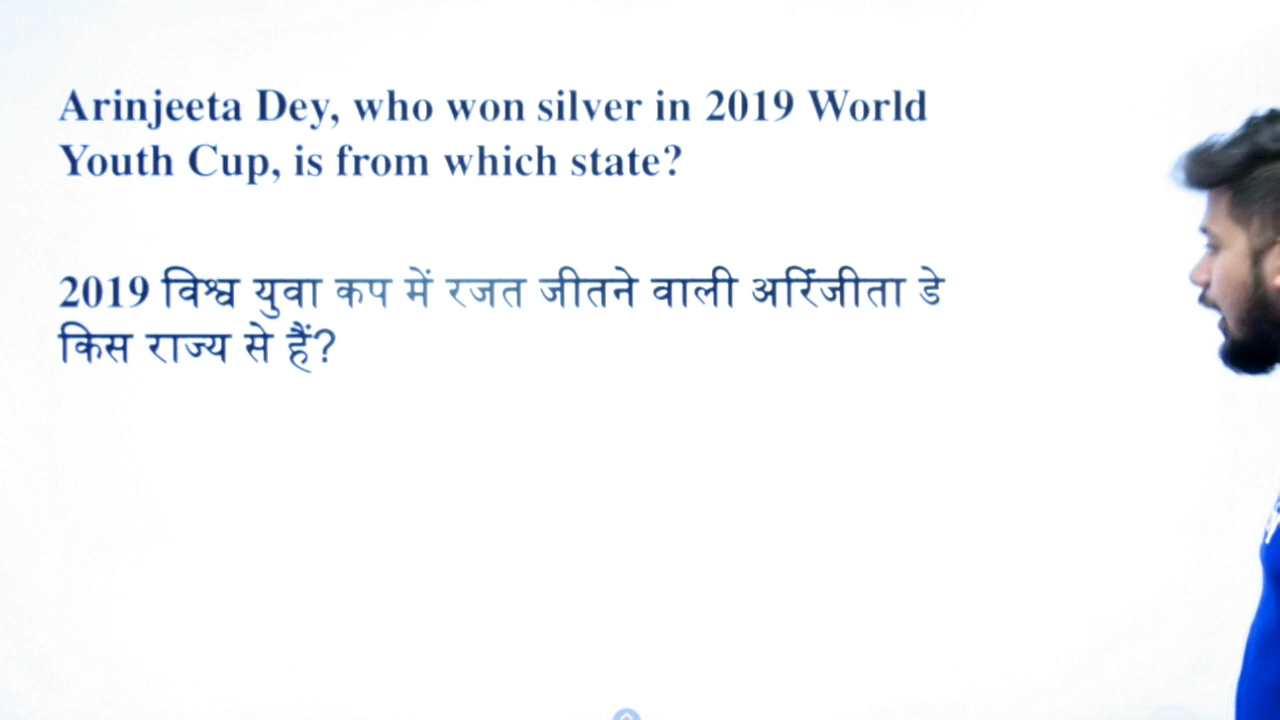 Arinjeeta Dey, who won silver in 2019 World
Youth Cup, is from which state?
2019 विश्व युवा कप में रजत जीतने वाली अरिंजीता डे
किस राज्य से हैं?